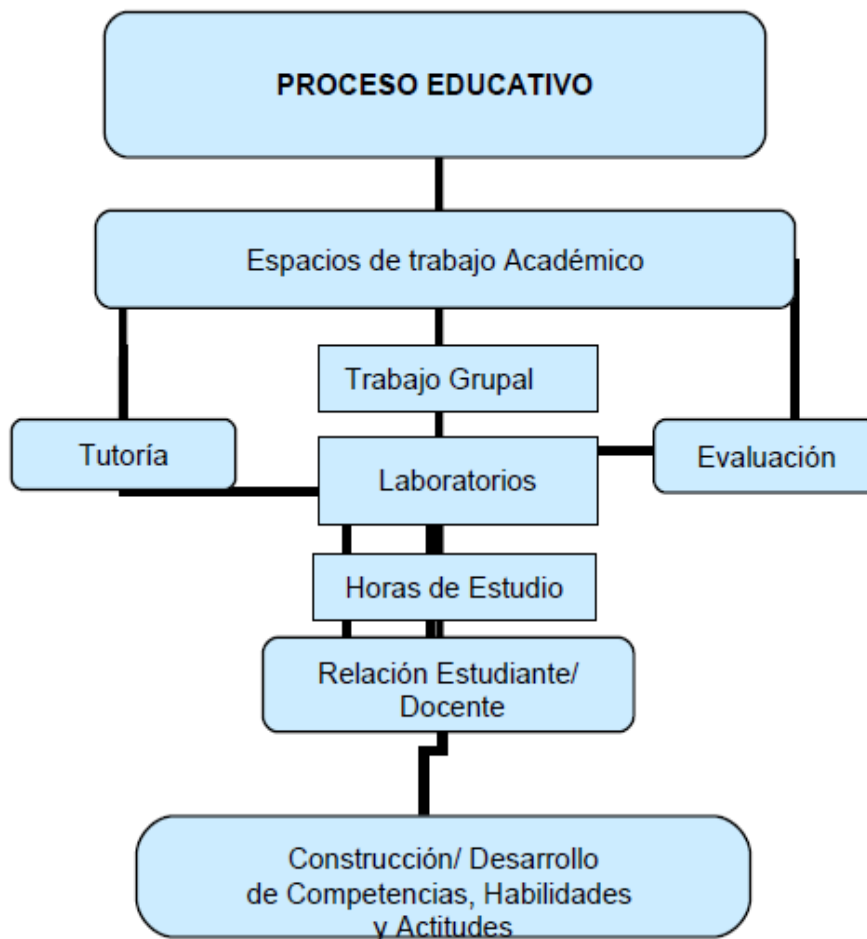 PROCESO EDUCATIVO
Espacios de trabajo Académico
Trabajo Grupal
Tutoría
Laboratorios
Evaluación
Horas de Estudio
Relación Estudiante/
Docente
Construcción/ Desarrollo
de Competencias, Habilidades
y Actitudes